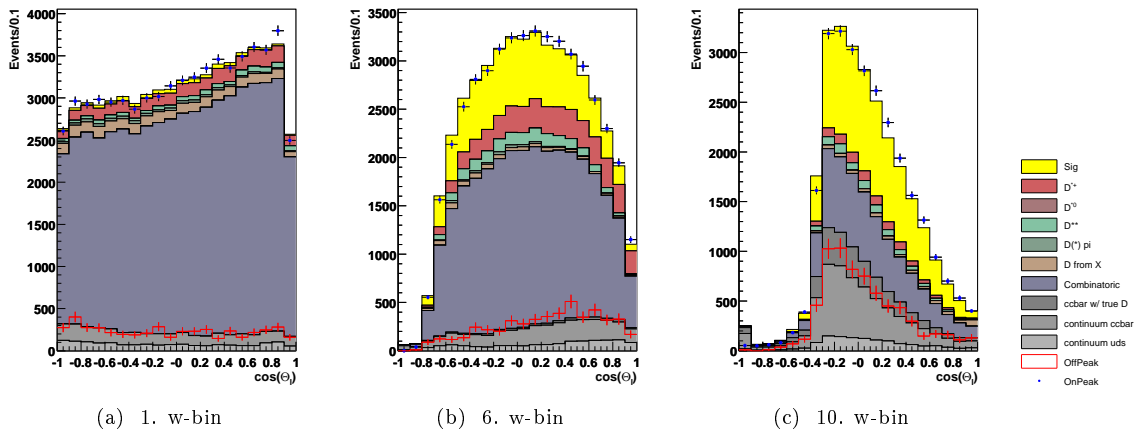 Events/0.1
4000
3500
3000
2500
2000
1500
1000
500
0
-1 -0.8 -0.6 -0.4 -0.2 -0 0.2 0.4 0.6 0.8 1
cos(Θl)
(a) 1. w-bin
Events/0.1
3500
3000
2500
2000
1500
1000
500
0
-1 -0.8 -0.6 -0.4 -0.2 -0 0.2 0.4 0.6 0.8 1
cos(Θl)
(b) 6. w-bin
Events/0.1
3000
2500
2000
1500
1000
500
0
-1 -0.8 -0.6 -0.4 -0.2 -0 0.2 0.4 0.6 0.8 1
cos(Θl)
(c) 10. w-bin
Sig
D*+
D*0
D**
D(*) pi
D from X
Combinatoric
ccbar w/ true D
continuum ccbar
continuum uds
OffPeak
OnPeak